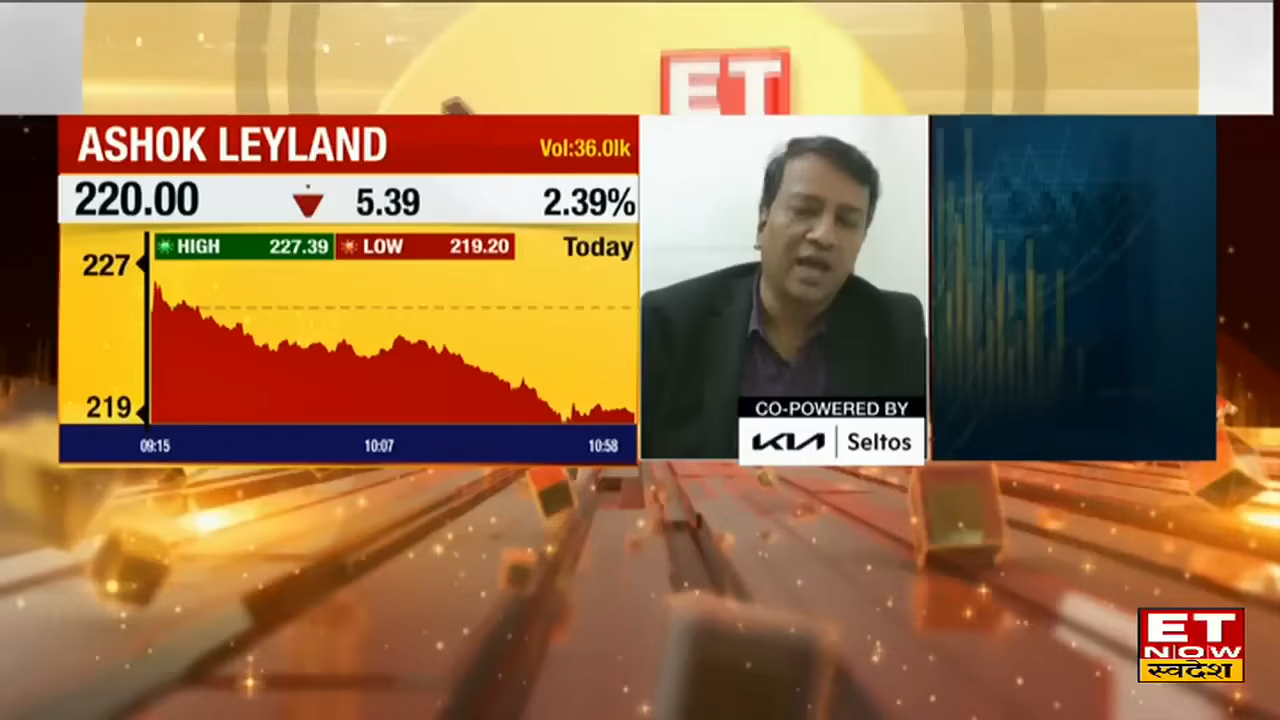 ET
ASHOK LEYLAND
Vol:36.0lk
220.00 5.39 2.39%
HIGH 227.39 LOW 219.20 Today
227
219
09:15 10:07 10:58
CO-POWERED BY
KIA Seltos
ET
NOW
स्वदेश